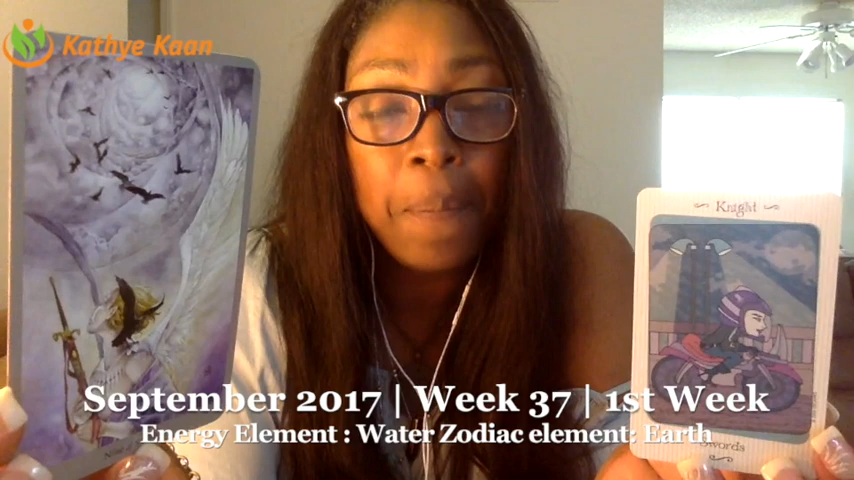 Kathye Kaan
Knight
September 2017 | Week 37 | 1st Week
Energy Element : Water Zodiac element: Earth
Swords